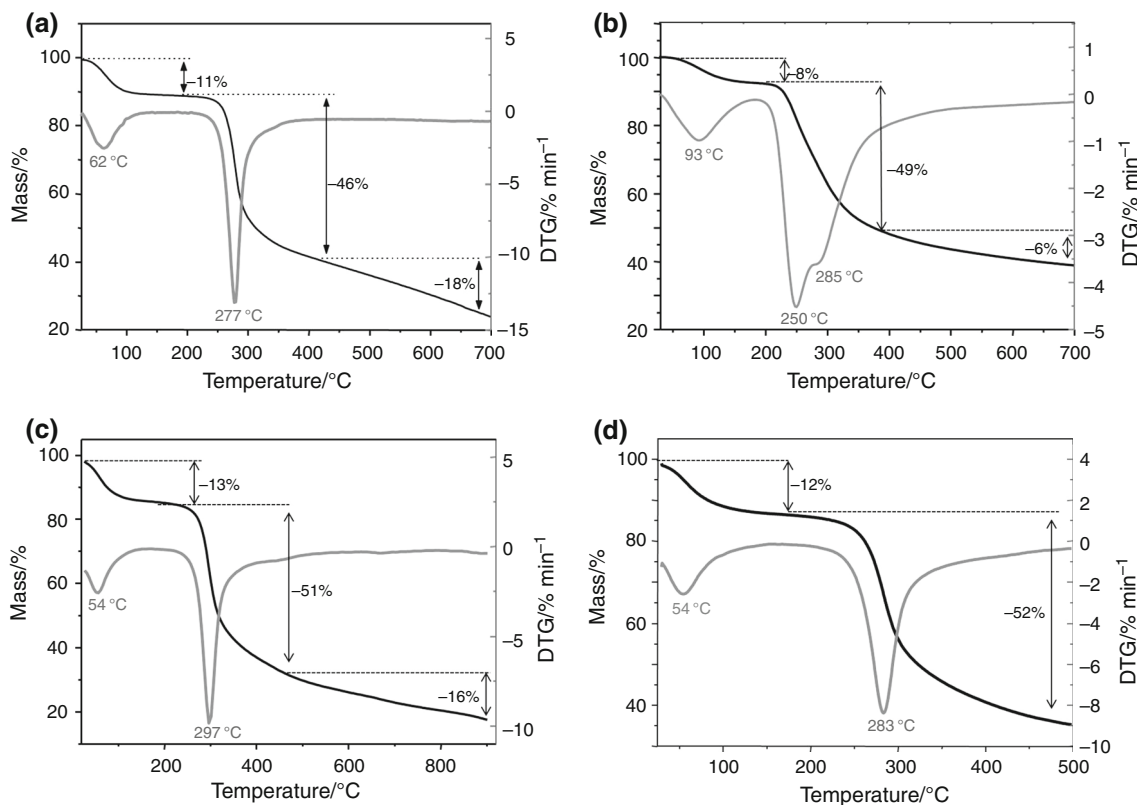 (a)
100
80
60
40
20
Mass/%
–11%
–46%
–18%
62 °C
277 °C
5
0
–5
–10
–15
DTG/% min–1
100 200 300 400 500 600 700
Temperature/°C
(b)
100
80
60
40
20
Mass/%
–8%
–49%
–6%
93 °C
250 °C
285 °C
1
0
–1
–2
–3
–4
–5
DTG/% min–1
100 200 300 400 500 600 700
Temperature/°C
(c)
100
80
60
40
20
Mass/%
–13%
–51%
–16%
54 °C
297 °C
5
0
–5
–10
DTG/% min–1
200 400 600 800
Temperature/°C
(d)
100
85
70
55
40
Mass/%
–12%
–52%
54 °C
283 °C
4
2
0
–2
–4
–6
–8
–10
DTG/% min–1
100 200 300 400 500
Temperature/°C